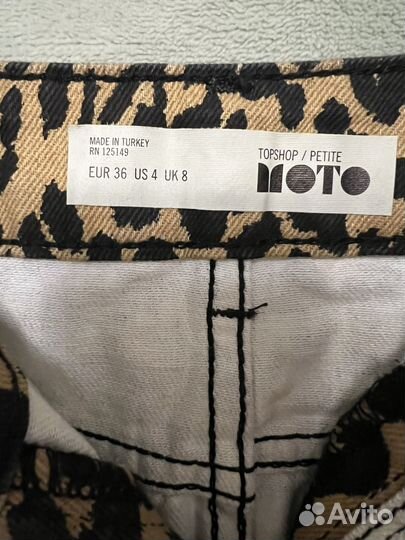 MADE IN TURKEY
RN 125149
EUR 36 US 4 UK 8
TOPSHOP / PETITE
MOTO
Avito